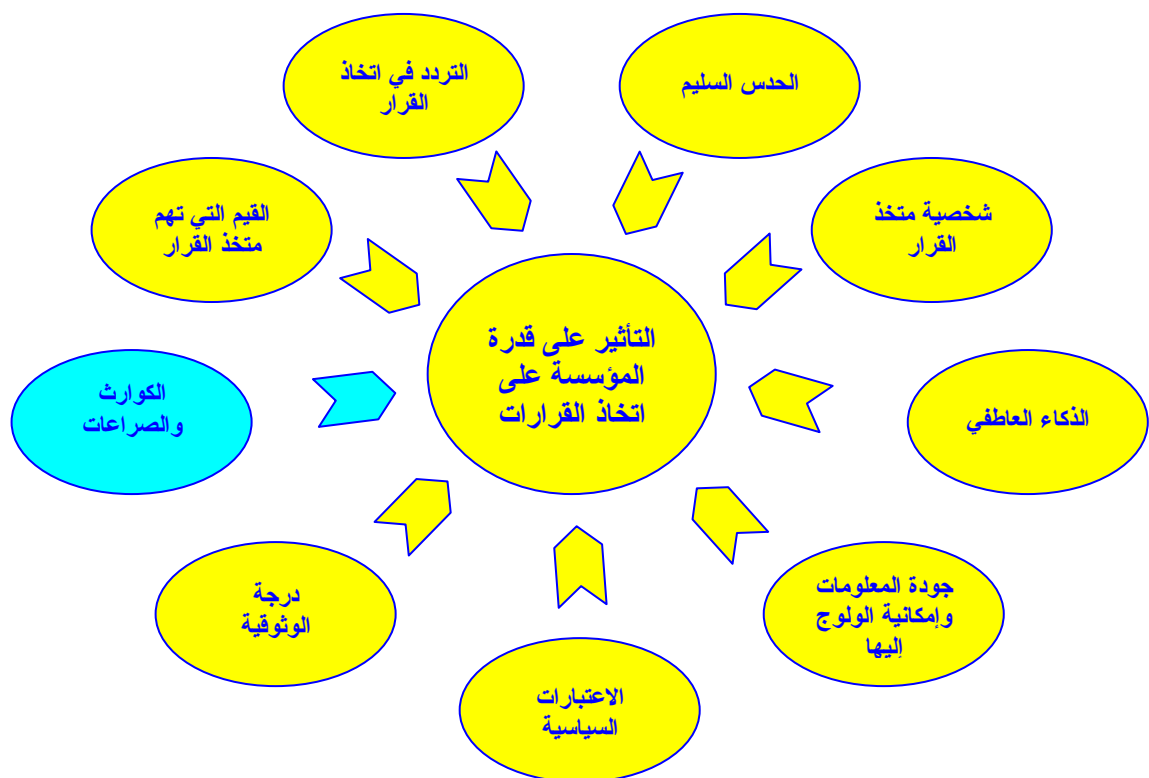 الحدس السليم
التردد في اتخاذ
القرار
شخصية متخذ
القرار
القيم التي تهم
متخذ القرار
التأثير على قدرة
المؤسسة على
اتخاذ القرارات
الذكاء العاطفي
الكوارث
والصراعات
جودة المعلومات
وإمكانية الولوج
إليها
درجة
الوثوقية
الاعتبارات
السياسية